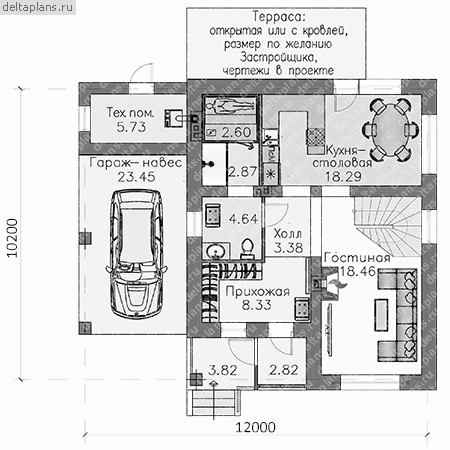 deltaplans.ru
Терраса:
открытая или с кровлей,
размер по желанию
Застройщика,
чертежи в проекте
Тех пом.
5.73
2.60
Гараж- навес
23.45
2.87
Кухня-
столовая
18.29
4.64
Холл
3.38
Гостиная
18.46
Прихожая
8.33
3.82
2.82
10200
12000